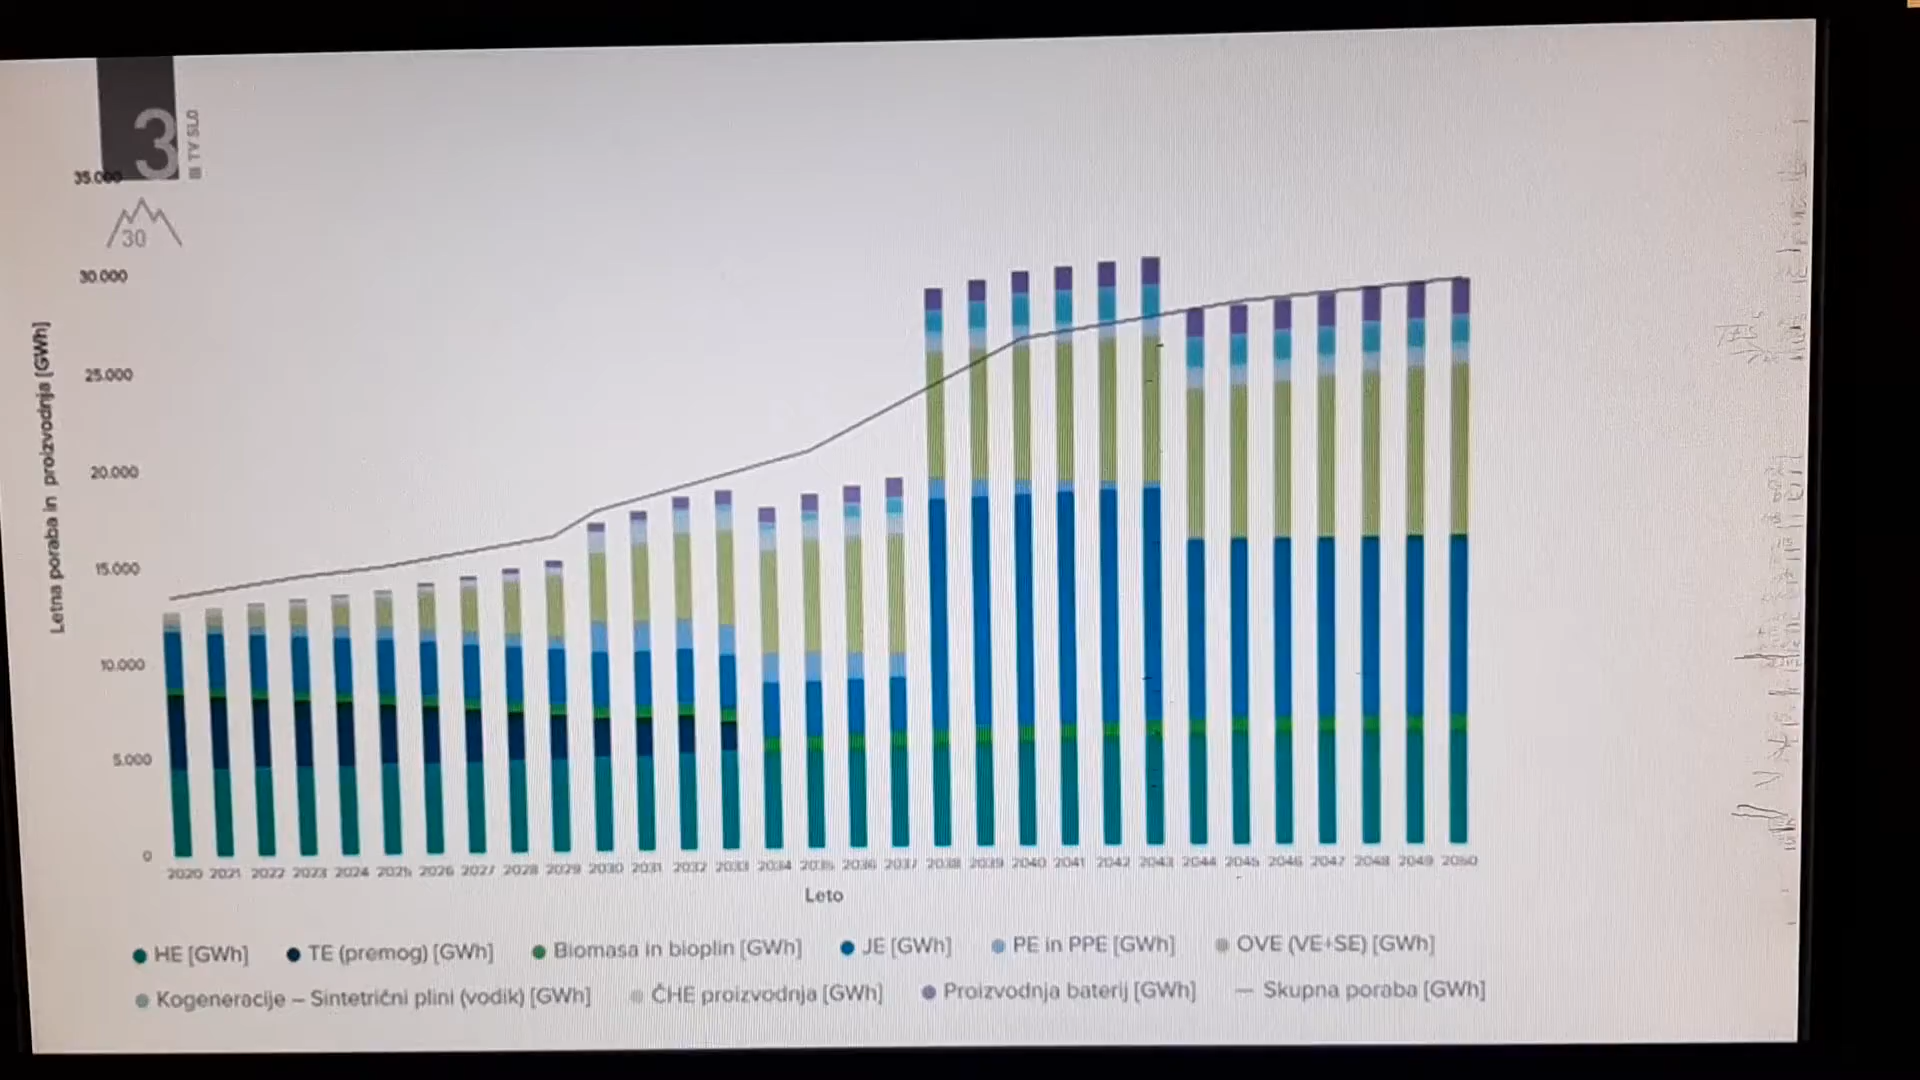 3
TV SLO
30
35.000
30.000
25.000
20.000
15.000
10.000
5.000
0
Letna poraba in proizvodnja [GWh]
2020 2021 2022 2023 2024 2025 2026 2027 2028 2029 2030 2031 2032 2033 2034 2035 2036 2037 2038 2039 2040 2041 2042 2043 2044 2045 2046 2047 2048 2049 2050
Leto
HE [GWh] TE (premog) [GWh] Biomasa in bioplin [GWh] JE [GWh] PE in PPE [GWh] OVE (VE+SE) [GWh]
Kogeneracije – Sintetrični plini (vodik) [GWh] ČHE proizvodnja [GWh] Proizvodnja baterij [GWh] Skupna poraba [GWh]